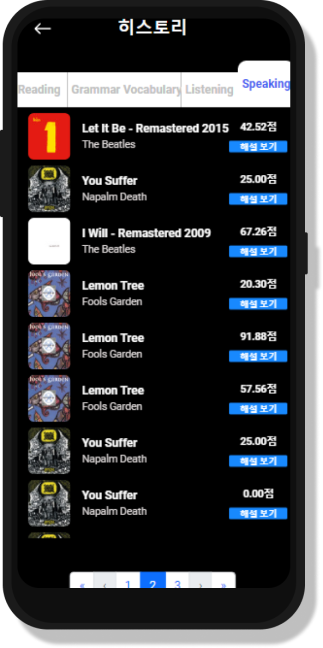 히스토리
Reading
Grammar Vocabulary
Listening
Speaking
Let It Be - Remastered 2015
42.52점
The Beatles
해설 보기
You Suffer
25.00점
Napalm Death
해설 보기
I Will - Remastered 2009
67.26점
The Beatles
해설 보기
Lemon Tree
20.30점
Fools Garden
해설 보기
Lemon Tree
91.88점
Fools Garden
해설 보기
Lemon Tree
57.56점
Fools Garden
해설 보기
You Suffer
25.00점
Napalm Death
해설 보기
You Suffer
0.00점
Napalm Death
해설 보기
« ‹ 1 2 3 › »